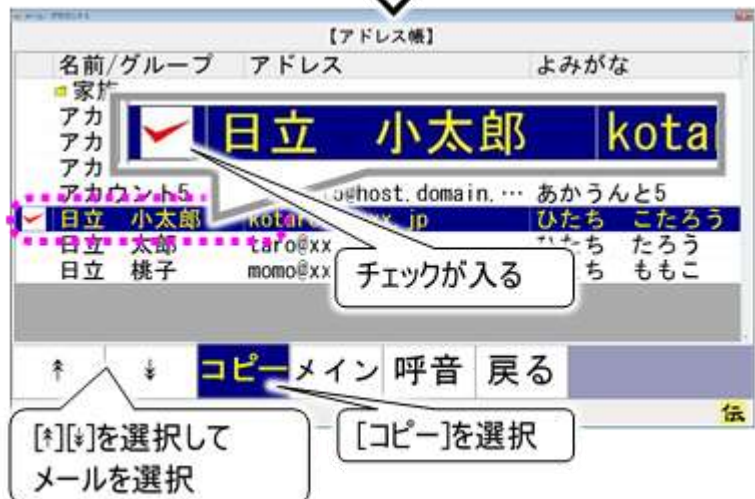 【アドレス帳】
名前/グループ アドレス よみがな
家族
アカ
アカ
アカ
日立 小太郎 kota
アカウント5 @host.domain.… あかうんと5
日立 小太郎 kotaro jp ひたち こたろう
日立 太郎 taro@xx たろう
日立 桃子 momo@xx ち ももこ
チェックが入る
↟ ↡ コピー メイン 呼音 戻る
伝
[↟][↡]を選択して
メールを選択
[コピー]を選択